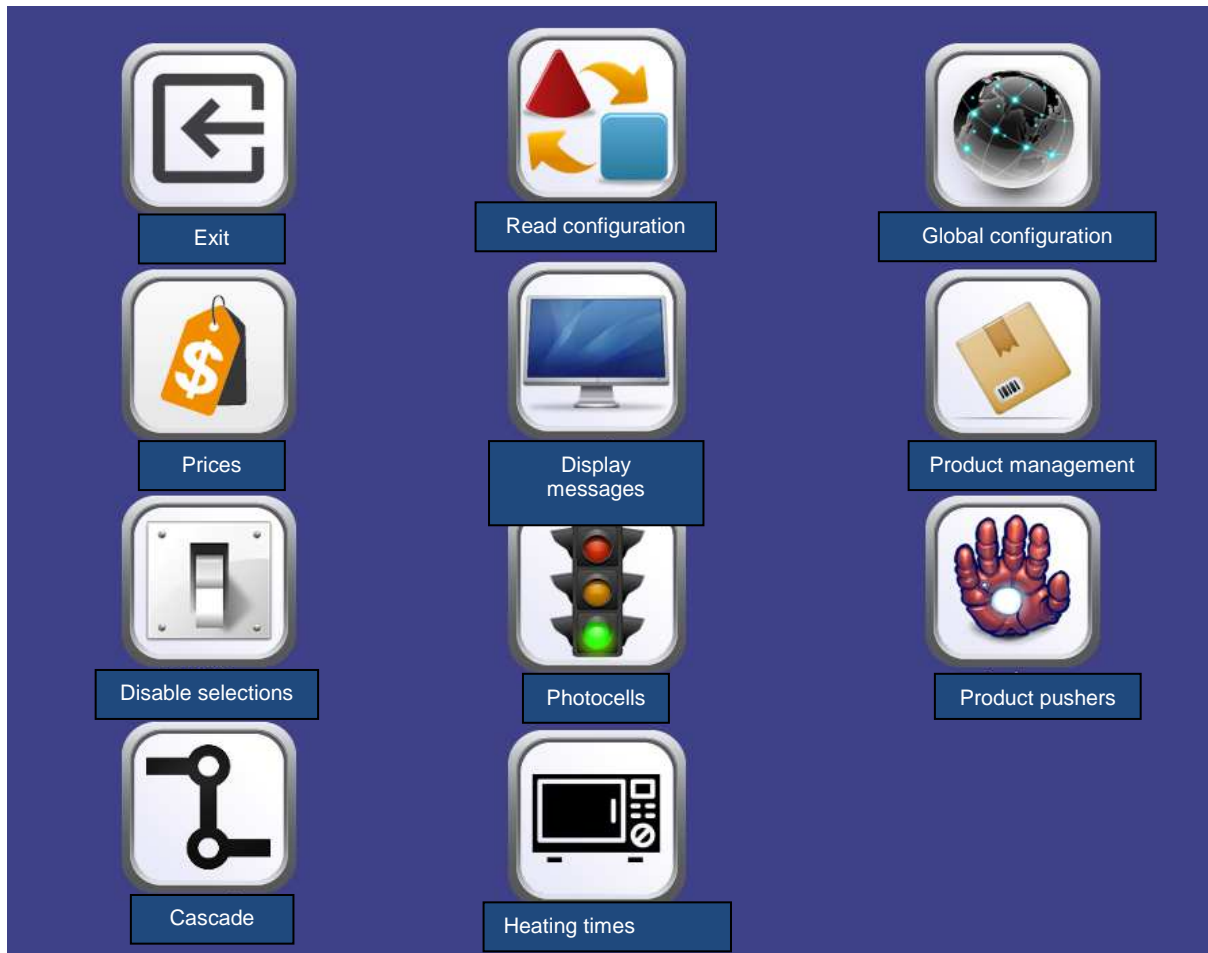 Exit
Read configuration
Global configuration
Prices
Display
messages
Product management
$
Disable selections
Photocells
Product pushers
Cascade
Heating times